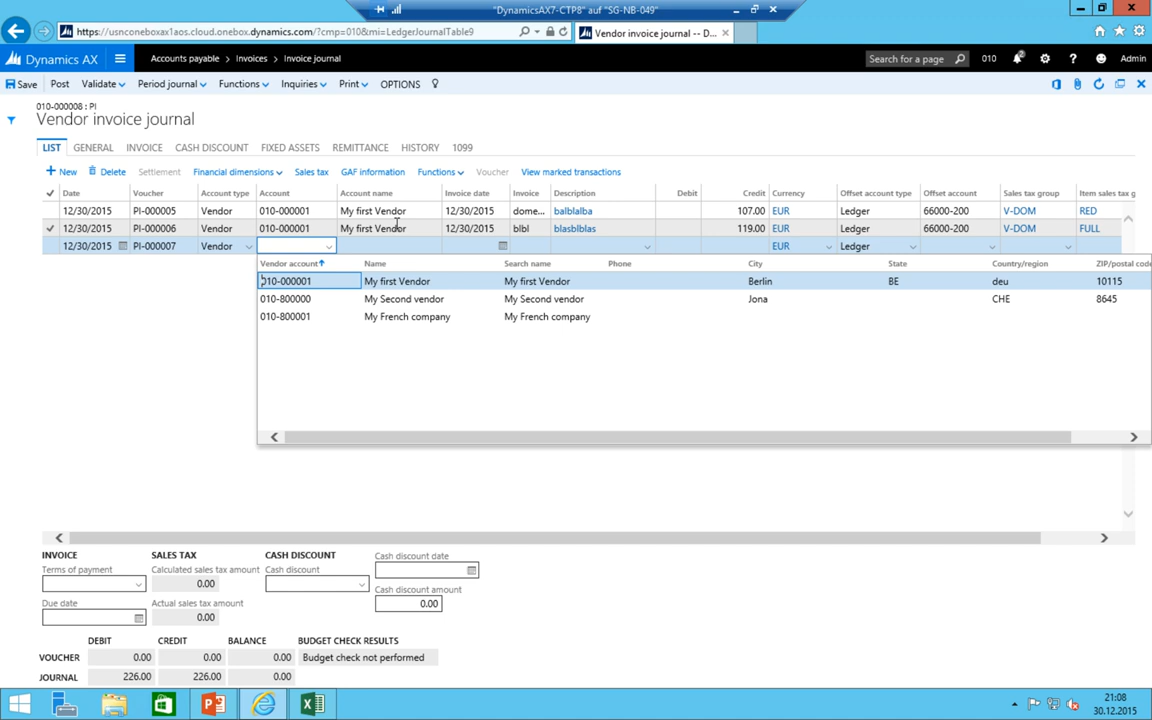 "DynamicsAX7-CTP8" auf "SG-NB-049"
https://usnconeboxax1aos.cloud.onebox.dynamics.com/?cmp=010&mi=LedgerJournalTable9
Vendor invoice journal -- D...
Dynamics AX
Accounts payable > Invoices > Invoice journal
Search for a page
010
2
?
Admin
Save Post Validate Period journal Functions Inquiries Print OPTIONS
010-000008 : PI
Vendor invoice journal
LIST GENERAL INVOICE CASH DISCOUNT FIXED ASSETS REMITTANCE HISTORY 1099
New Delete Settlement Financial dimensions Sales tax GAF information Functions Voucher View marked transactions
Date Voucher Account type Account Account name Invoice date Invoice Description Debit Credit Currency Offset account type Offset account Sales tax group Item sales tax g
12/30/2015 PI-000005 Vendor 010-000001 My first Vendor 12/30/2015 dome... balblalba 107.00 EUR Ledger 66000-200 V-DOM RED
12/30/2015 PI-000006 Vendor 010-000001 My first Vendor 12/30/2015 blbl blasblblas 119.00 EUR Ledger 66000-200 V-DOM FULL
12/30/2015 PI-000007 Vendor EUR Ledger
Vendor account Name Search name Phone City State Country/region ZIP/postal code
010-000001 My first Vendor My first Vendor Berlin BE deu 10115
010-800000 My Second vendor My Second vendor Jona CHE 8645
010-800001 My French company My French company
INVOICE SALES TAX CASH DISCOUNT Cash discount date
Terms of payment Calculated sales tax amount Cash discount
0.00
Cash discount amount
Due date Actual sales tax amount 0.00
0.00
DEBIT CREDIT BALANCE BUDGET CHECK RESULTS
VOUCHER 0.00 0.00 0.00 Budget check not performed
JOURNAL 226.00 226.00 0.00
21:08
30.12.2015